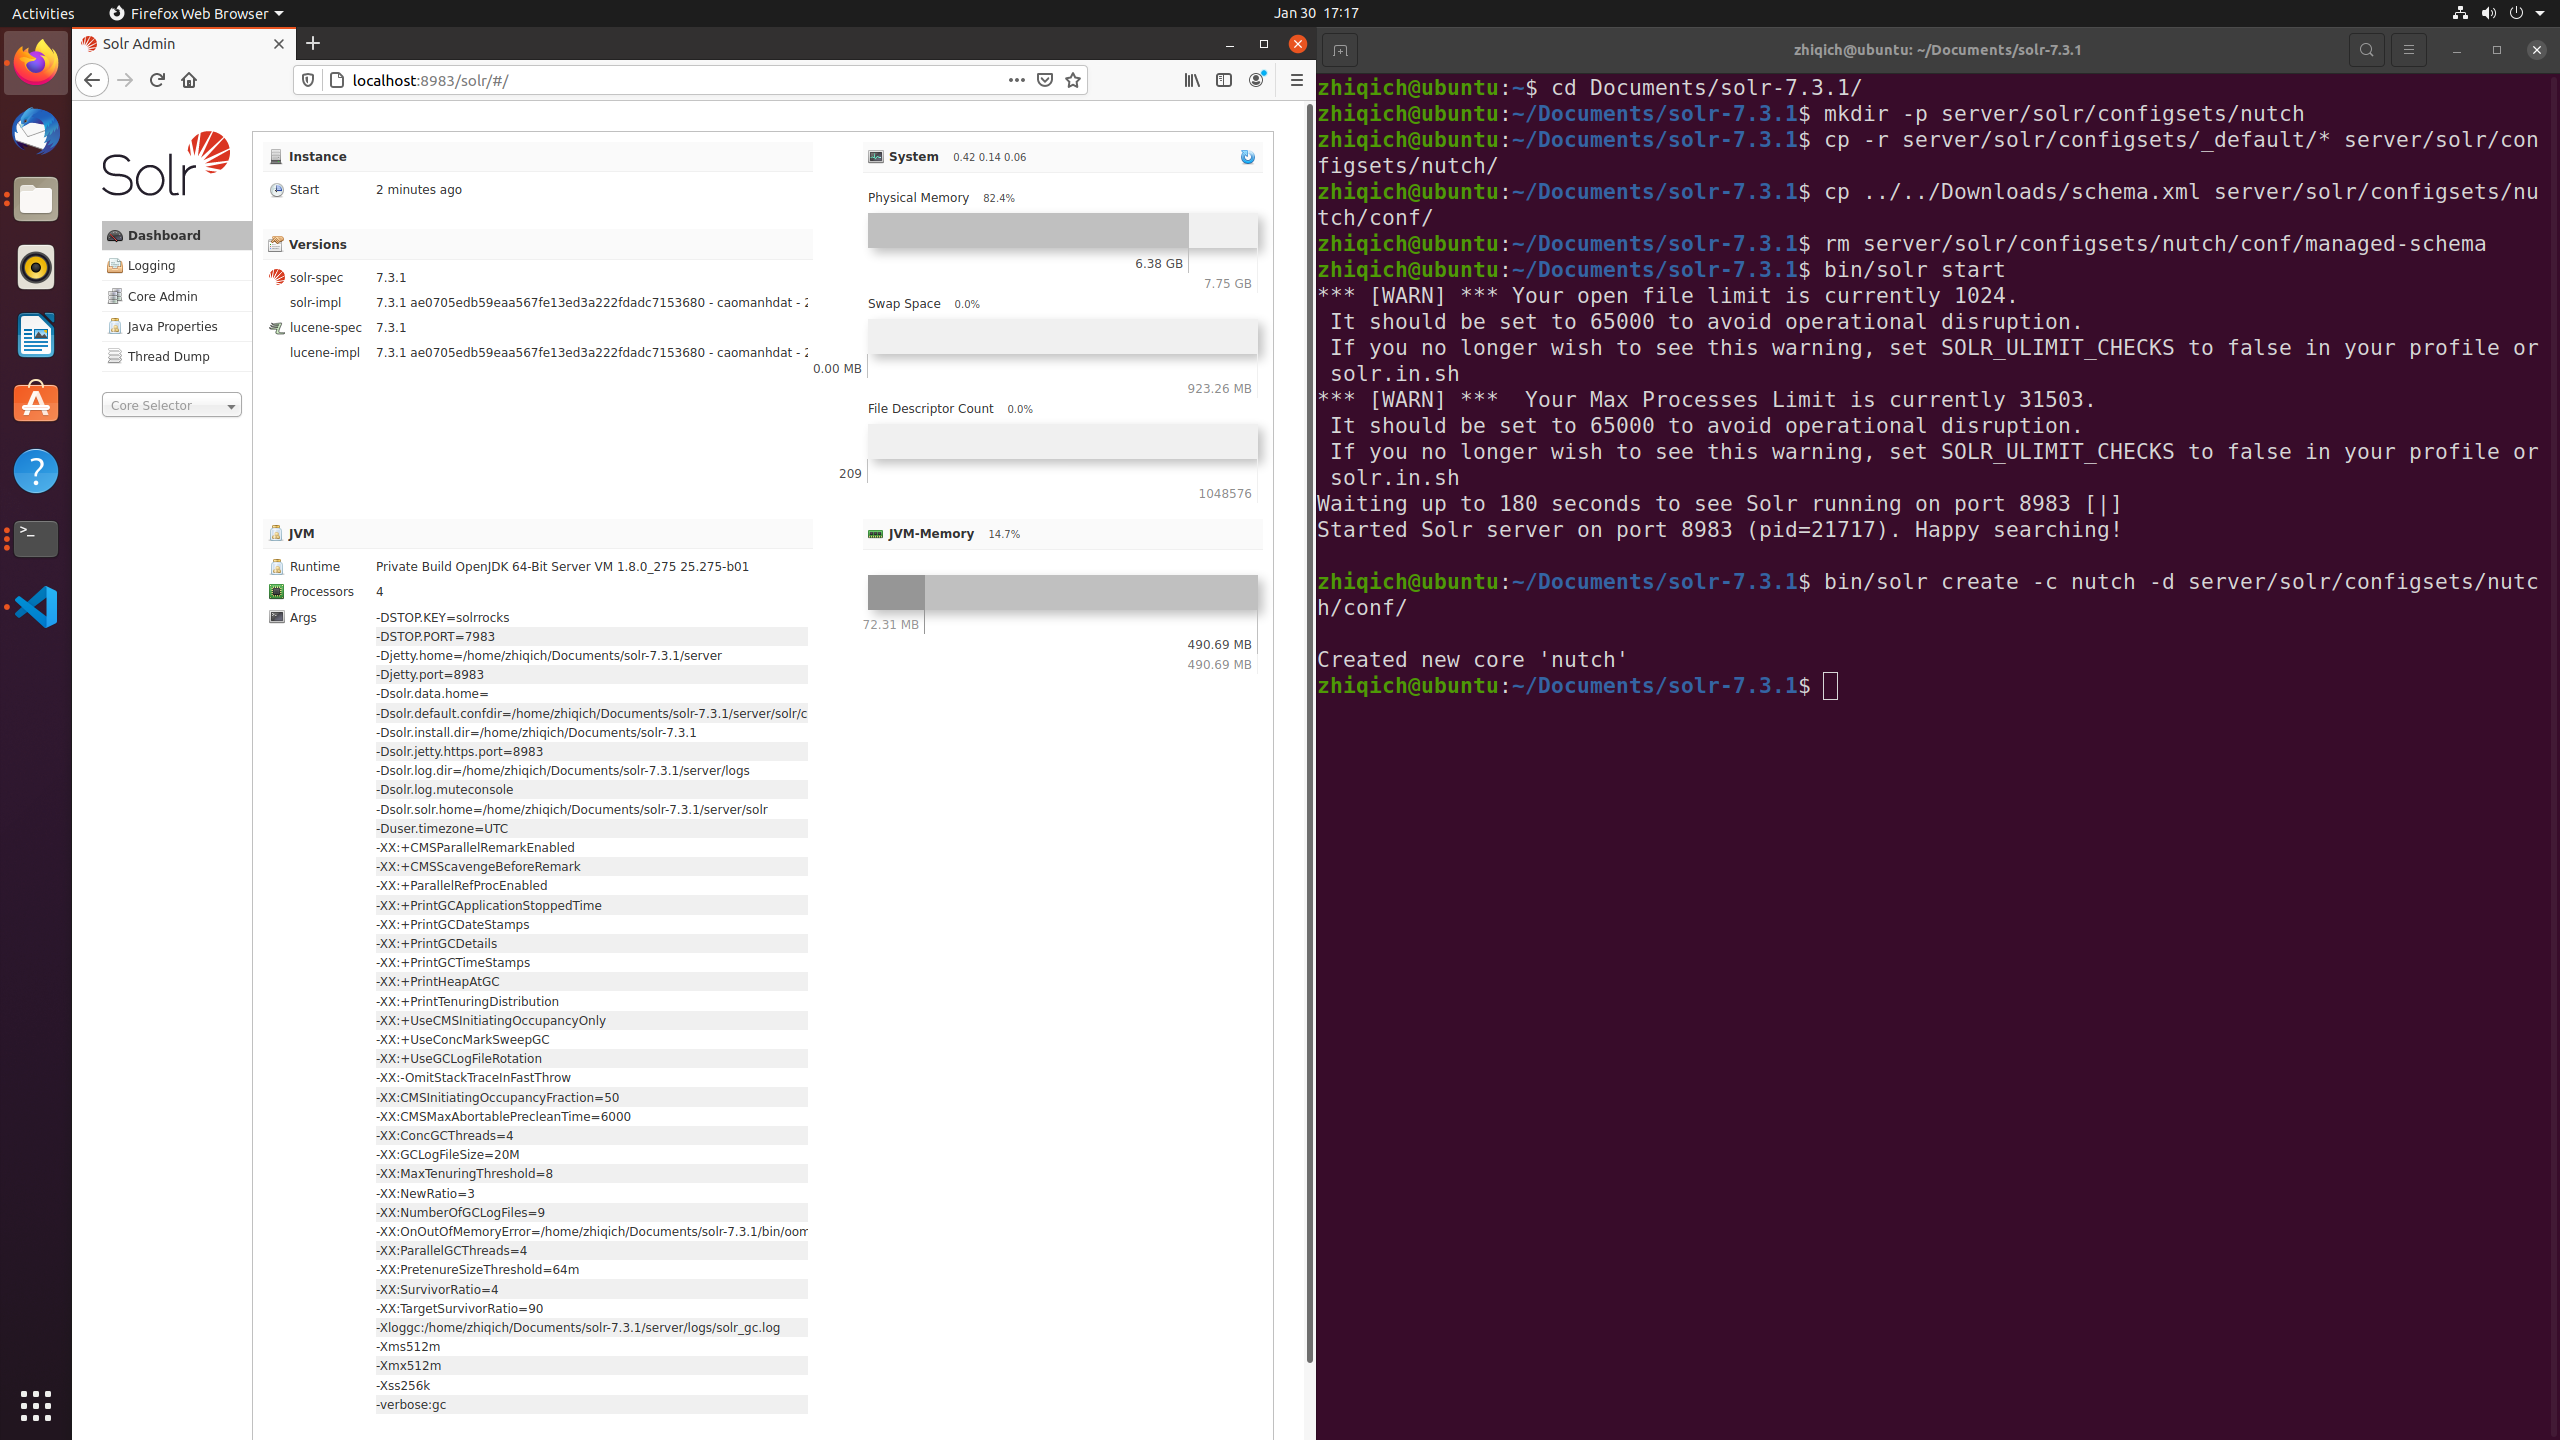 Activities
Firefox Web Browser
Jan 30 17:17
Solr Admin
localhost:8983/solr/#/
Solr
Dashboard
Logging
Core Admin
Java Properties
Thread Dump
Core Selector
Instance
Start 2 minutes ago
Versions
solr-spec 7.3.1
solr-impl 7.3.1 ae0705edb59eaa567fe13ed3a222fdadc7153680 - caomanhdat - 2
lucene-spec 7.3.1
lucene-impl 7.3.1 ae0705edb59eaa567fe13ed3a222fdadc7153680 - caomanhdat - 2
System 0.42 0.14 0.06
Physical Memory 82.4%
6.38 GB
7.75 GB
Swap Space 0.0%
0.00 MB
923.26 MB
File Descriptor Count 0.0%
209
1048576
JVM
Runtime Private Build OpenJDK 64-Bit Server VM 1.8.0_275 25.275-b01
Processors 4
Args -DSTOP.KEY=solrrocks
-DSTOP.PORT=7983
-Djetty.home=/home/zhiqich/Documents/solr-7.3.1/server
-Djetty.port=8983
-Dsolr.data.home=
-Dsolr.default.confdir=/home/zhiqich/Documents/solr-7.3.1/server/solr/c
-Dsolr.install.dir=/home/zhiqich/Documents/solr-7.3.1
-Dsolr.jetty.https.port=8983
-Dsolr.log.dir=/home/zhiqich/Documents/solr-7.3.1/server/logs
-Dsolr.log.muteconsole
-Dsolr.solr.home=/home/zhiqich/Documents/solr-7.3.1/server/solr
-Duser.timezone=UTC
-XX:+CMSParallelRemarkEnabled
-XX:+CMSScavengeBeforeRemark
-XX:+ParallelRefProcEnabled
-XX:+PrintGCApplicationStoppedTime
-XX:+PrintGCDateStamps
-XX:+PrintGCDetails
-XX:+PrintGCTimeStamps
-XX:+PrintHeapAtGC
-XX:+PrintTenuringDistribution
-XX:+UseCMSInitiatingOccupancyOnly
-XX:+UseConcMarkSweepGC
-XX:+UseGCLogFileRotation
-XX:-OmitStackTraceInFastThrow
-XX:CMSInitiatingOccupancyFraction=50
-XX:CMSMaxAbortablePrecleanTime=6000
-XX:ConcGCThreads=4
-XX:GCLogFileSize=20M
-XX:MaxTenuringThreshold=8
-XX:NewRatio=3
-XX:NumberOfGCLogFiles=9
-XX:OnOutOfMemoryError=/home/zhiqich/Documents/solr-7.3.1/bin/oom
-XX:ParallelGCThreads=4
-XX:PretenureSizeThreshold=64m
-XX:SurvivorRatio=4
-XX:TargetSurvivorRatio=90
-Xloggc:/home/zhiqich/Documents/solr-7.3.1/server/logs/solr_gc.log
-Xms512m
-Xmx512m
-Xss256k
-verbose:gc
JVM-Memory 14.7%
72.31 MB
490.69 MB
490.69 MB
zhiqich@ubuntu: ~/Documents/solr-7.3.1
zhiqich@ubuntu:~$ cd Documents/solr-7.3.1/
zhiqich@ubuntu:~/Documents/solr-7.3.1$ mkdir -p server/solr/configsets/nutch
zhiqich@ubuntu:~/Documents/solr-7.3.1$ cp -r server/solr/configsets/_default/* server/solr/con
figsets/nutch/
zhiqich@ubuntu:~/Documents/solr-7.3.1$ cp ../../Downloads/schema.xml server/solr/configsets/nu
tch/conf/
zhiqich@ubuntu:~/Documents/solr-7.3.1$ rm server/solr/configsets/nutch/conf/managed-schema
zhiqich@ubuntu:~/Documents/solr-7.3.1$ bin/solr start
*** [WARN] *** Your open file limit is currently 1024.
It should be set to 65000 to avoid operational disruption.
If you no longer wish to see this warning, set SOLR_ULIMIT_CHECKS to false in your profile or
solr.in.sh
*** [WARN] ***  Your Max Processes Limit is currently 31503.
It should be set to 65000 to avoid operational disruption.
If you no longer wish to see this warning, set SOLR_ULIMIT_CHECKS to false in your profile or
solr.in.sh
Waiting up to 180 seconds to see Solr running on port 8983 [|]
Started Solr server on port 8983 (pid=21717). Happy searching!
zhiqich@ubuntu:~/Documents/solr-7.3.1$ bin/solr create -c nutch -d server/solr/configsets/nutc
h/conf/
Created new core 'nutch'
zhiqich@ubuntu:~/Documents/solr-7.3.1$